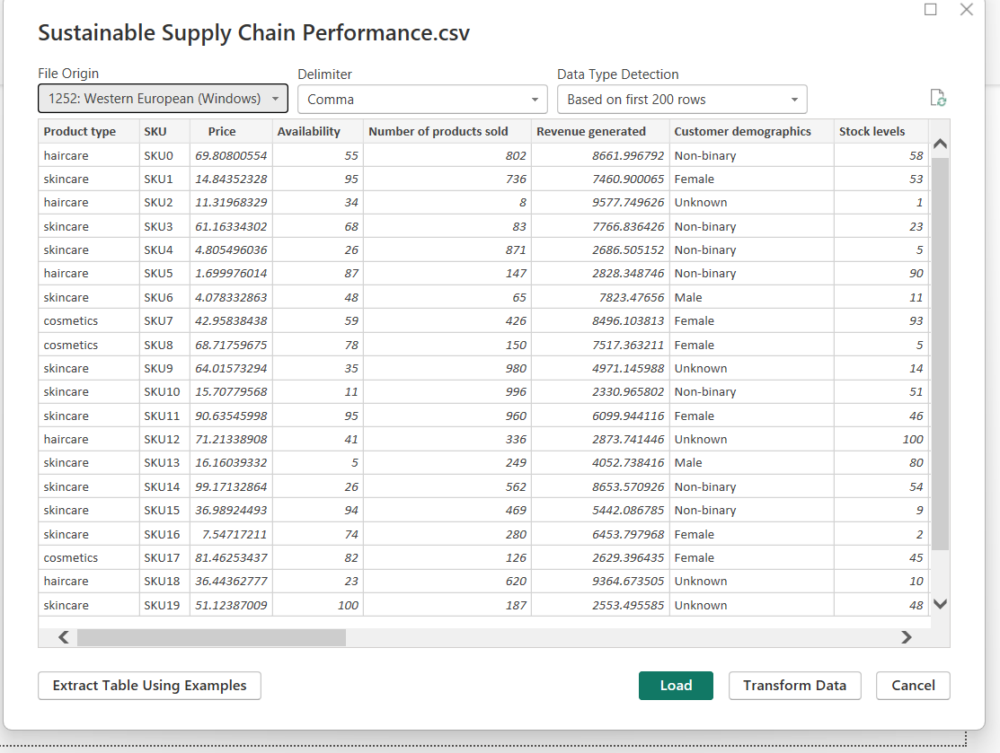 Sustainable Supply Chain Performance.csv
File Origin Delimiter Data Type Detection
1252: Western European (Windows) Comma Based on first 200 rows
Product type SKU Price Availability Number of products sold Revenue generated Customer demographics Stock levels
haircare SKU0 69.80800554 55 802 8661.996792 Non-binary 58
skincare SKU1 14.84352328 95 736 7460.900065 Female 53
haircare SKU2 11.31968329 34 8 9577.749626 Unknown 1
skincare SKU3 61.16334302 68 83 7766.836426 Non-binary 23
skincare SKU4 4.805496036 26 871 2686.505152 Non-binary 5
haircare SKU5 1.699976014 87 147 2828.348746 Non-binary 90
skincare SKU6 4.078332863 48 65 7823.47656 Male 11
cosmetics SKU7 42.95838438 59 426 8496.103813 Female 93
cosmetics SKU8 68.71759675 78 150 7517.363211 Female 5
skincare SKU9 64.01573294 35 980 4971.145988 Unknown 14
skincare SKU10 15.70779568 11 996 2330.965802 Non-binary 51
skincare SKU11 90.63545998 95 960 6099.944116 Female 46
haircare SKU12 71.21338908 41 336 2873.741446 Unknown 100
skincare SKU13 16.16039332 5 249 4052.738416 Male 80
skincare SKU14 99.17132864 26 562 8653.570926 Non-binary 54
skincare SKU15 36.98924493 94 469 5442.086785 Non-binary 9
skincare SKU16 7.54717211 74 280 6453.797968 Female 2
cosmetics SKU17 81.46253437 82 126 2629.396435 Female 45
haircare SKU18 36.44362777 23 620 9364.673505 Unknown 10
skincare SKU19 51.12387009 100 187 2553.495585 Unknown 48
Extract Table Using Examples Load Transform Data Cancel